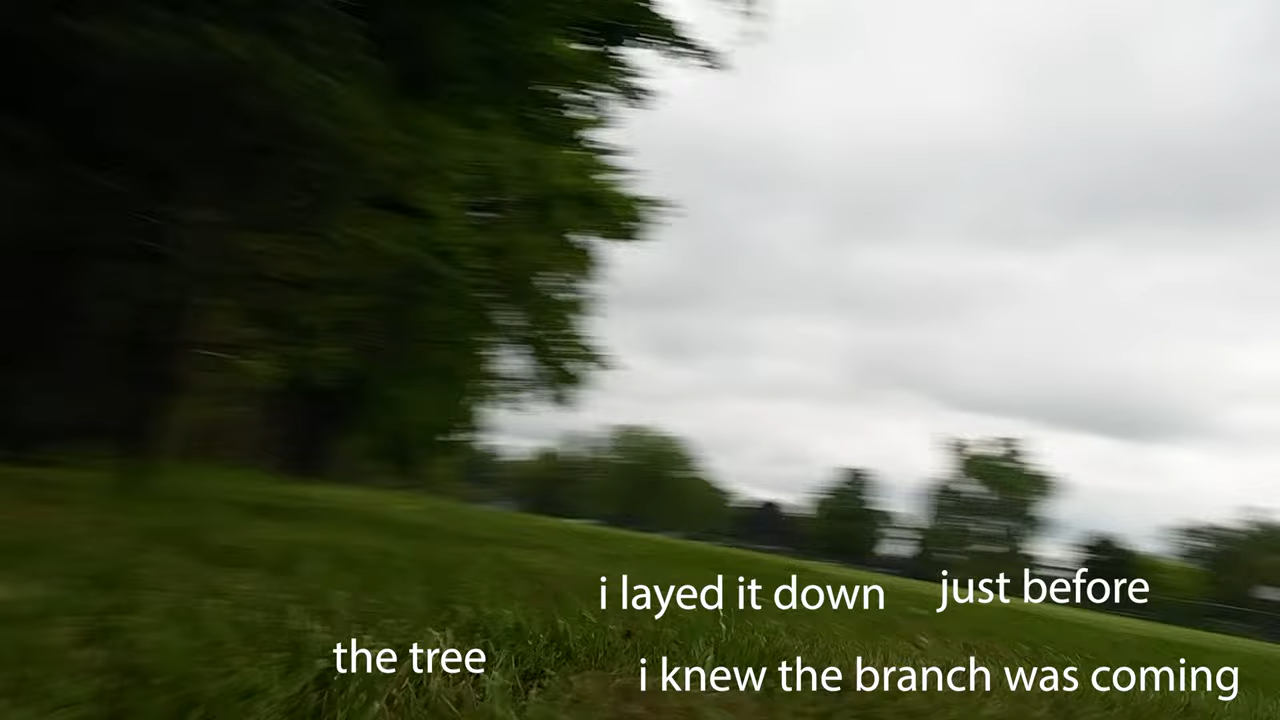 i layed it down just before
the tree i knew the branch was coming